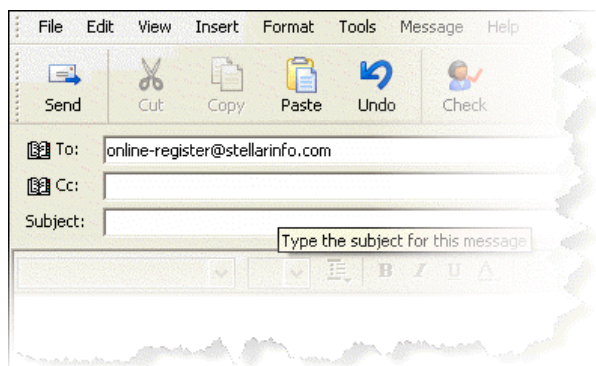 File Edit View Insert Format Tools Message Help
Send Cut Copy Paste Undo Check
To: online-register@stellarinfo.com
Cc:
Subject:
Type the subject for this message
B I U A